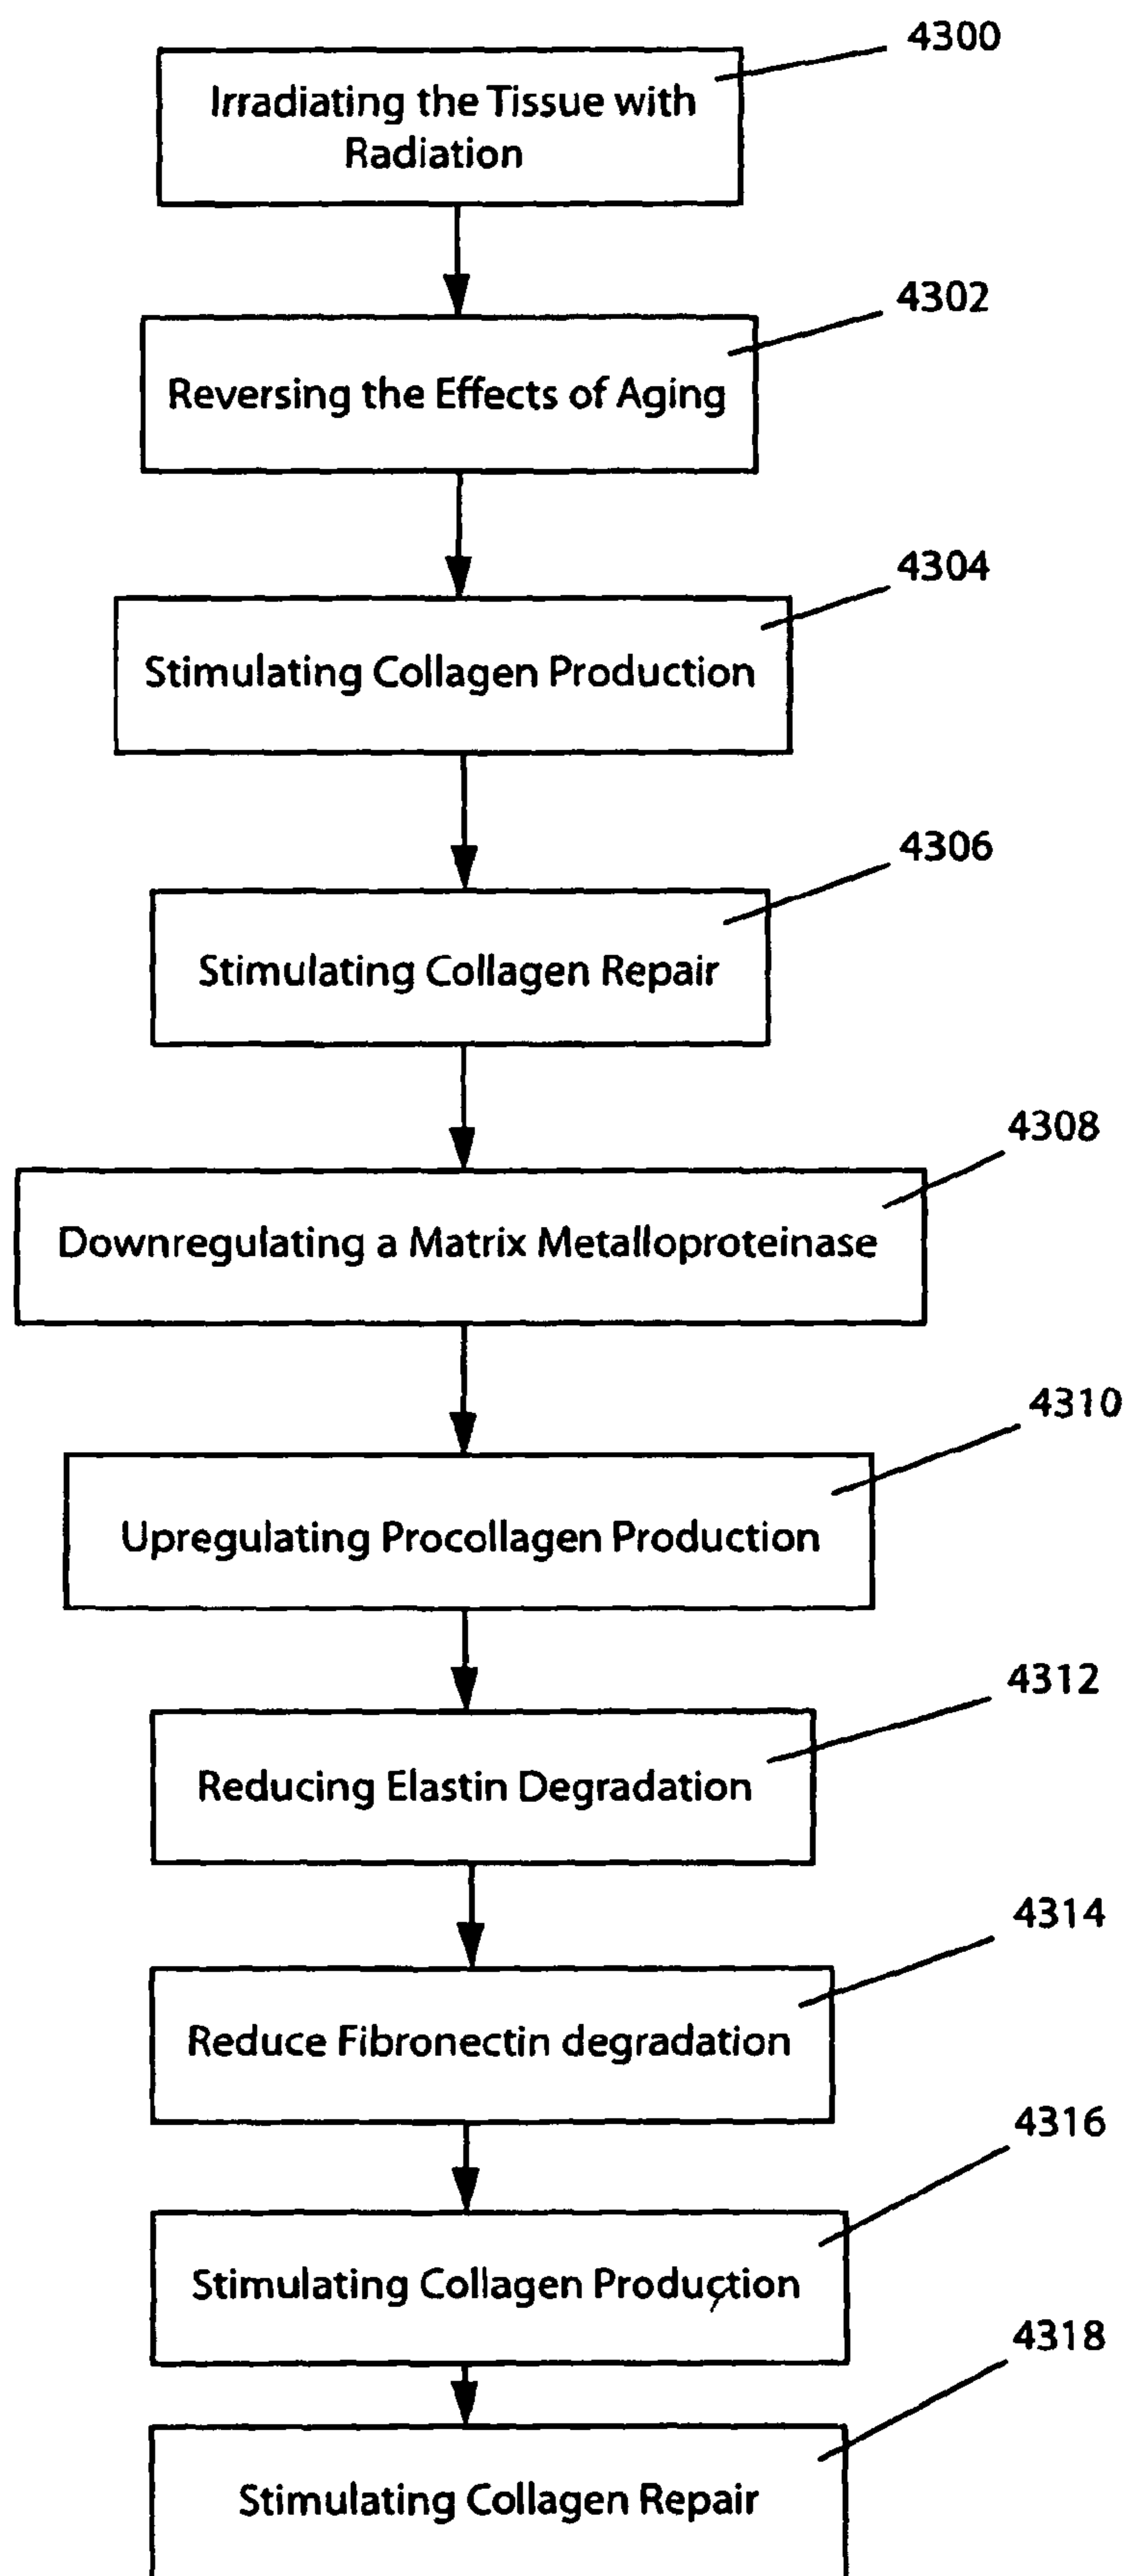 4300
Irradiating the Tissue with
Radiation
4302
Reversing the Effects of Aging
4304
Stimulating Collagen Production
4306
Stimulating Collagen Repair
4308
Downregulating a Matrix Metalloproteinase
4310
Upregulating Procollagen Production
4312
Reducing Elastin Degradation
4314
Reduce Fibronectin degradation
4316
Stimulating Collagen Production
4318
Stimulating Collagen Repair